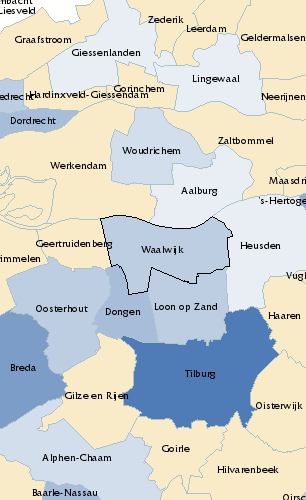 nbacht
Liesveld
Zederik
Leerdam
Graafstroom
Geldermalsen
Giessenlanden
Lingewaal
Gorinchem
edrecht
Hardinxveld-Giessendam
Neerijnen
Dordrecht
Zaltbommel
Woudrichem
Werkendam
Maasdri
Aalburg
's-Hertoge
Geertruidenberg
Waalwijk
Heusden
rimmelen
Vugh
Oosterhout
Dongen
Loon op Zand
Haaren
Breda
Tilburg
Gilze en Rijen
Oisterwijk
Goirle
Alphen-Chaam
Hilvarenbeek
Baarle-Nassau
Oirsc